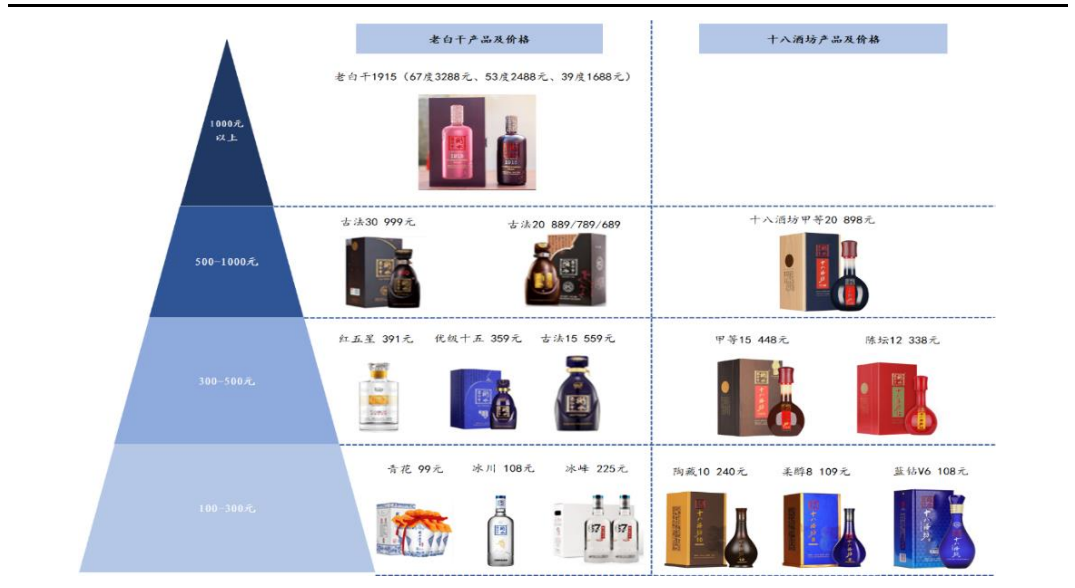 老白干产品及价格
十八酒坊产品及价格
老白干1915（67度3288元、53度2488元、39度1688元）
1000元
以上
古法30 999元
古法20 889/789/689
十八酒坊甲等20 898元
500-1000元
红五星 391元
优级十五 359元
古法15 559元
甲等15 448元
陈坛12 338元
300-500元
青花 99元
冰川 108元
冰峰 225元
陶藏10 240元
柔醇8 109元
蓝钻V6 108元
100-300元